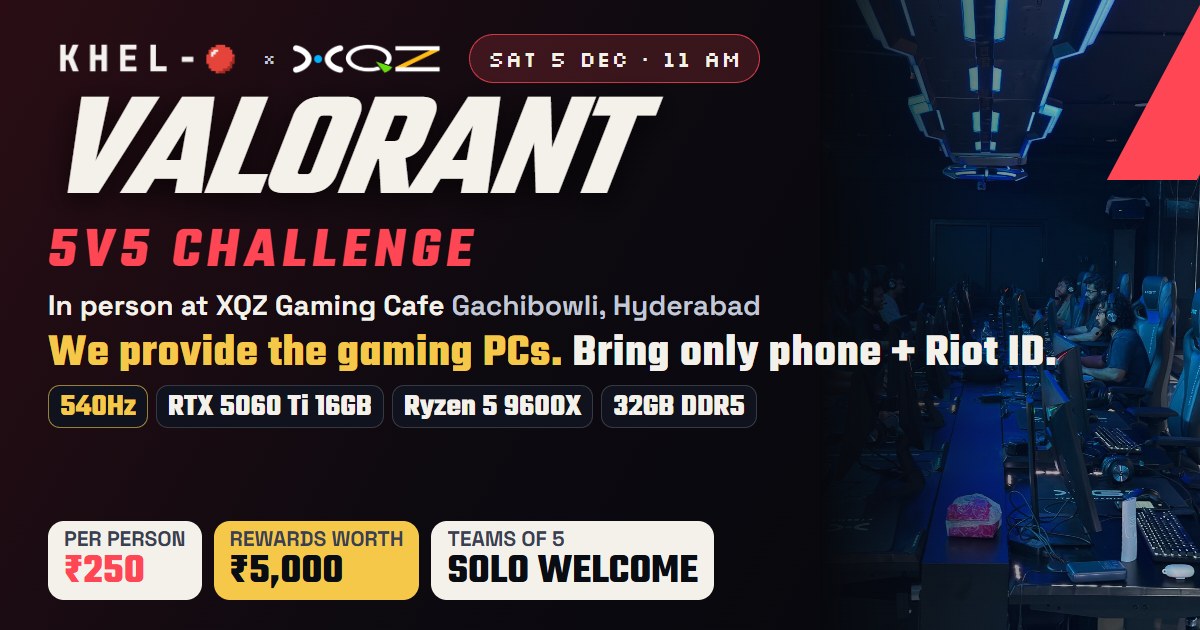 KHEL-
× XQZ
SAT 5 DEC · 11 AM
VALORANT
5V5 CHALLENGE
In person at XQZ Gaming Cafe Gachibowli, Hyderabad
We provide the gaming PCs. Bring only phone + Riot ID.
540Hz
RTX 5060 Ti 16GB
Ryzen 5 9600X
32GB DDR5
PER PERSON
₹250
REWARDS WORTH
₹5,000
TEAMS OF 5
SOLO WELCOME